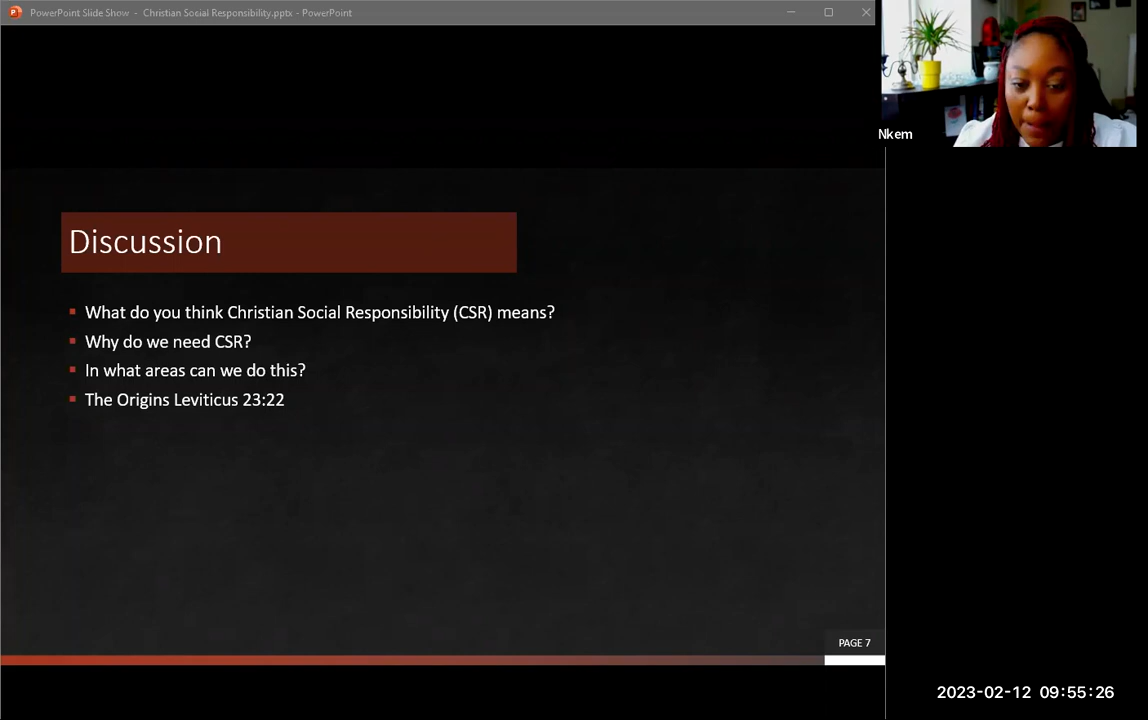 PowerPoint Slide Show - Christian Social Responsibility.pptx - PowerPoint
Nkem
Discussion
What do you think Christian Social Responsibility (CSR) means?
Why do we need CSR?
In what areas can we do this?
The Origins Leviticus 23:22
PAGE 7
2023-02-12 09:55:26